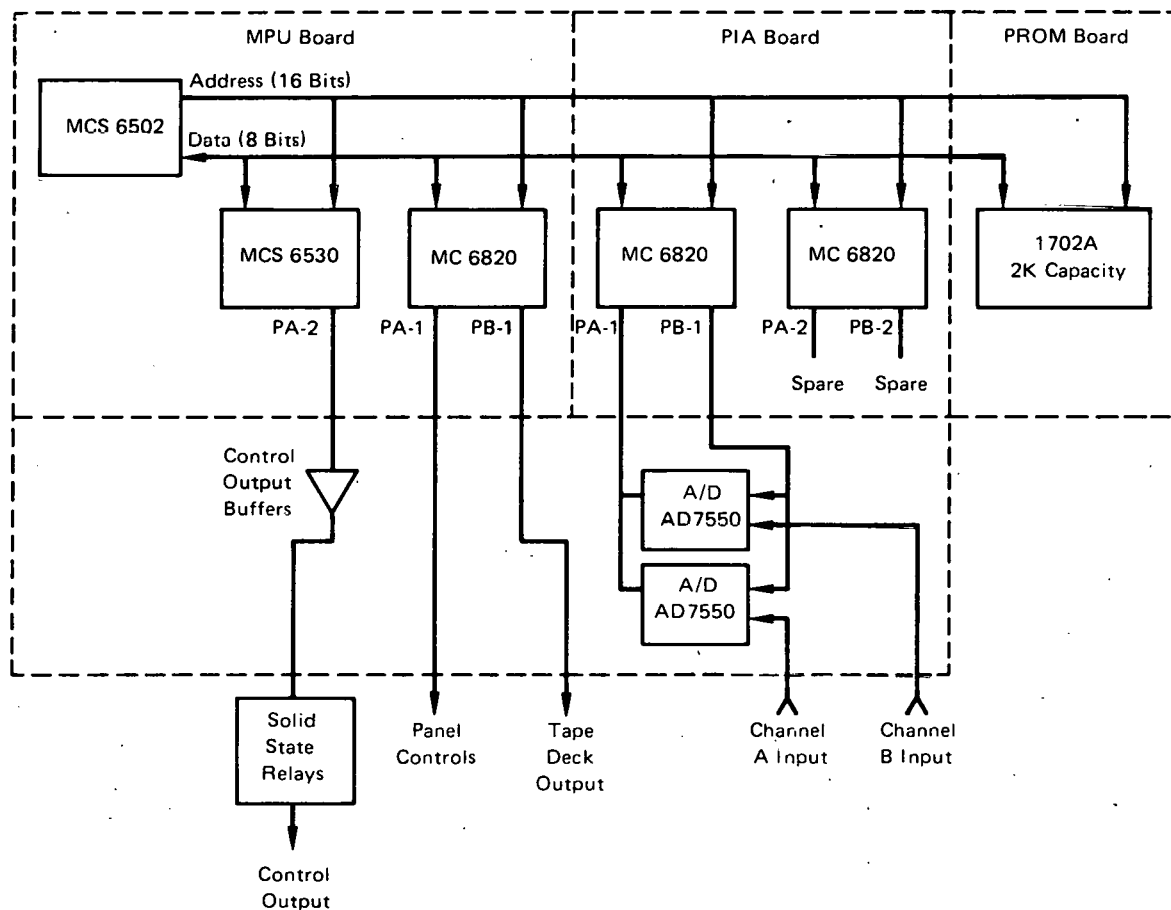 MPU Board
PIA Board
PROM Board
Address (16 Bits)
MCS 6502
Data (8 Bits)
MCS 6530
MC 6820
MC 6820
MC 6820
1702A
2K Capacity
PA-2
PA-1
PB-1
PA-1
PB-1
PA-2
PB-2
Spare
Spare
Control
Output
Buffers
A/D
AD7550
A/D
AD7550
Solid
State
Relays
Panel
Controls
Tape
Deck
Output
Channel
A Input
Channel
B Input
Control
Output